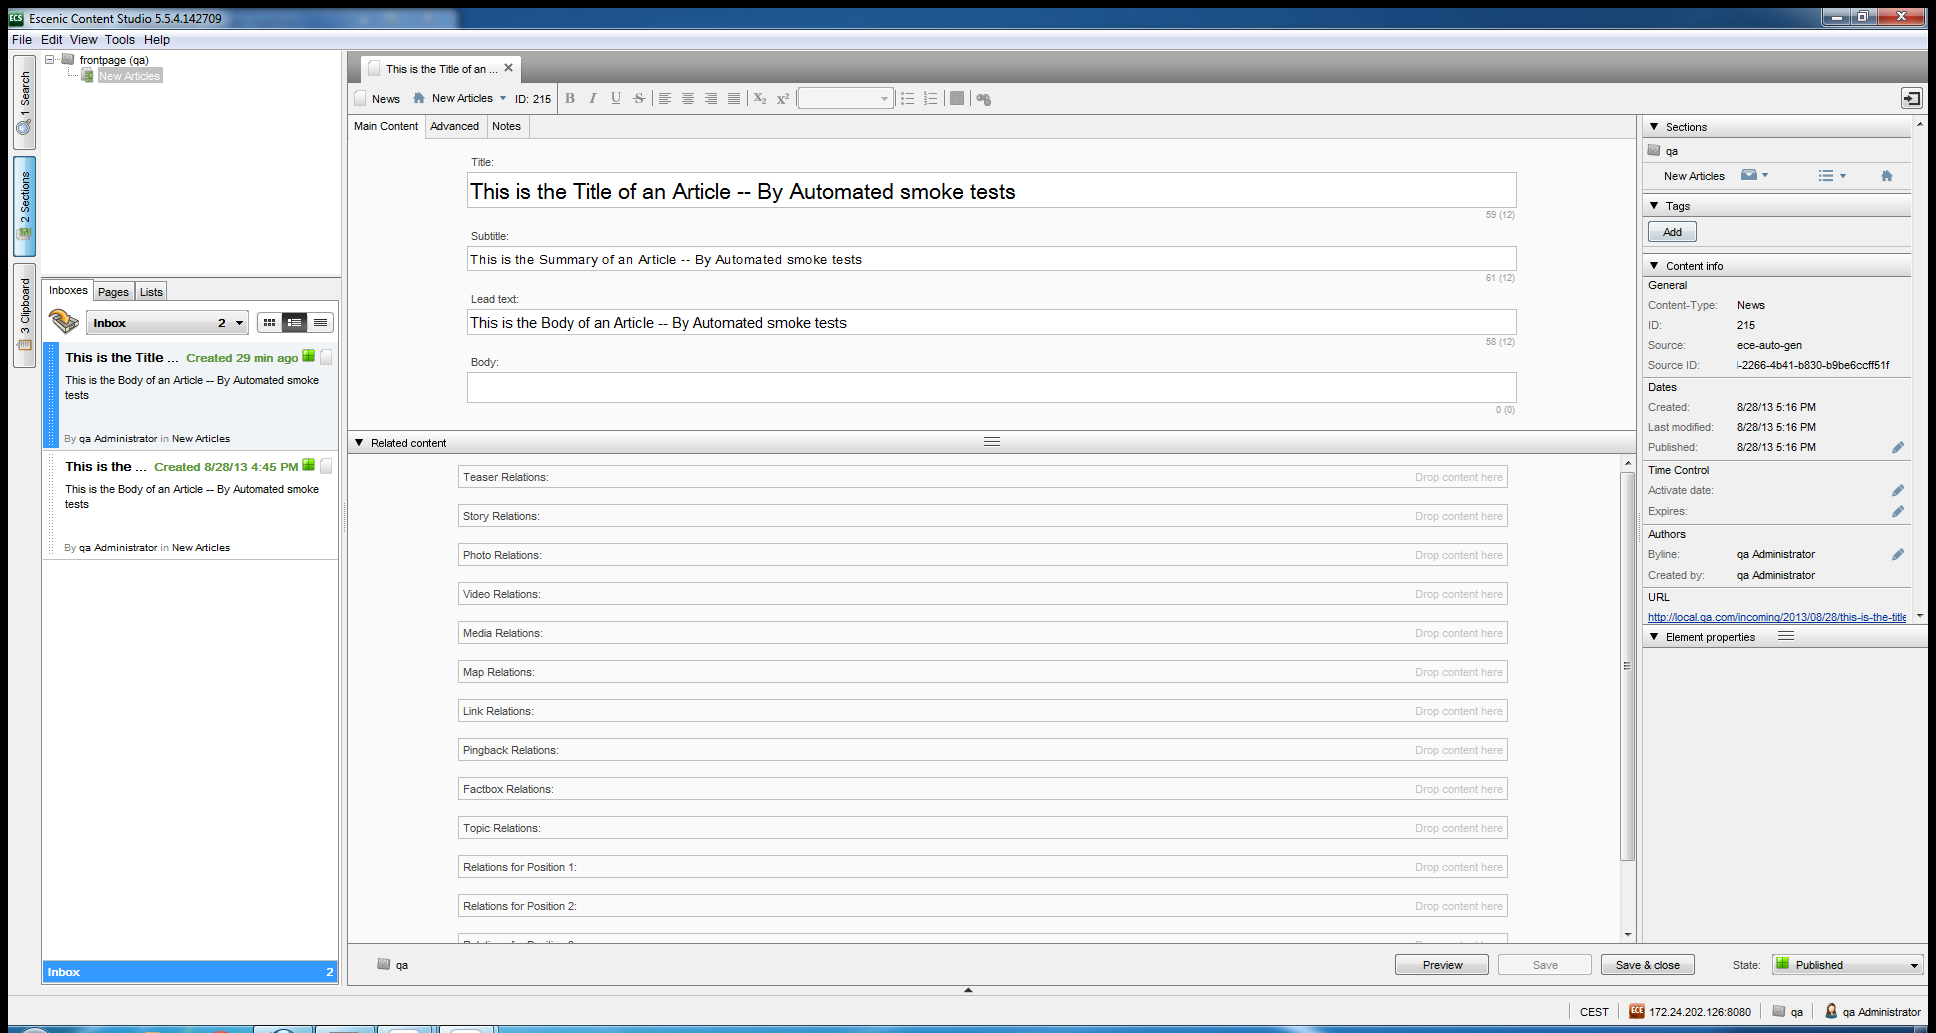 Escenic Content Studio 5.5.4.142709
File Edit View Tools Help
1 Search
2 Sections
3 Clipboard
frontpage (qa)
New Articles
Inboxes Pages Lists
Inbox 2
This is the Title ... Created 29 min ago
This is the Body of an Article -- By Automated smoke
tests
By qa Administrator in New Articles
This is the ... Created 8/28/13 4:45 PM
This is the Body of an Article -- By Automated smoke
tests
By qa Administrator in New Articles
Inbox 2
This is the Title of an ...
News New Articles ID: 215 B I U S X2 X2
Main Content Advanced Notes
Title:
This is the Title of an Article -- By Automated smoke tests
59 (12)
Subtitle:
This is the Summary of an Article -- By Automated smoke tests
61 (12)
Lead text:
This is the Body of an Article -- By Automated smoke tests
58 (12)
Body:
0 (0)
Related content
Teaser Relations: Drop content here
Story Relations: Drop content here
Photo Relations: Drop content here
Video Relations: Drop content here
Media Relations: Drop content here
Map Relations: Drop content here
Link Relations: Drop content here
Pingback Relations: Drop content here
Factbox Relations: Drop content here
Topic Relations: Drop content here
Relations for Position 1: Drop content here
Relations for Position 2: Drop content here
qa
Preview Save Save & close State: Published
Sections
qa
New Articles
Tags
Add
Content info
General
Content-Type: News
ID: 215
Source: ece-auto-gen
Source ID: -2266-4b41-b830-b9be6ccff51f
Dates
Created: 8/28/13 5:16 PM
Last modified: 8/28/13 5:16 PM
Published: 8/28/13 5:16 PM
Time Control
Activate date:
Expires:
Authors
Byline: qa Administrator
Created by: qa Administrator
URL
http://local.qa.com/incoming/2013/08/28/this-is-the-title
Element properties
CEST ECE 172.24.202.126:8080 qa qa Administrator